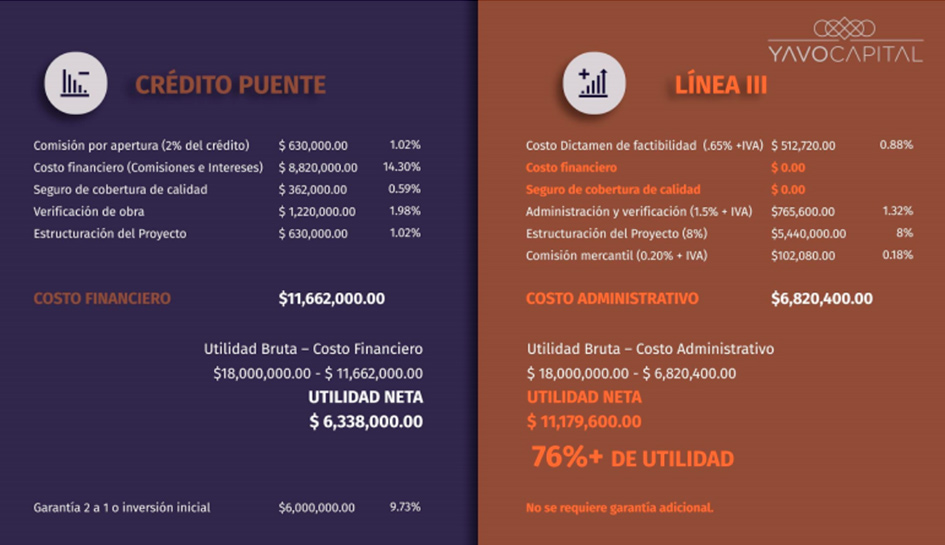 YAVOCAPITAL
CRÉDITO PUENTE
Comisión por apertura (2% del crédito) $ 630,000.00 1.02%
Costo financiero (Comisiones e Intereses) $ 8,820,000.00 14.30%
Seguro de cobertura de calidad $ 362,000.00 0.59%
Verificación de obra $ 1,220,000.00 1.98%
Estructuración del Proyecto $ 630,000.00 1.02%
COSTO FINANCIERO $11,662,000.00
Utilidad Bruta – Costo Financiero
$18,000,000.00 - $ 11,662,000.00
UTILIDAD NETA
$ 6,338,000.00
Garantía 2 a 1 o inversión inicial $6,000,000.00 9.73%
LÍNEA III
Costo Dictamen de factibilidad (.65% +IVA) $ 512,720.00 0.88%
Costo financiero $ 0.00
Seguro de cobertura de calidad $ 0.00
Administración y verificación (1.5% + IVA) $765,600.00 1.32%
Estructuración del Proyecto (8%) $5,440,000.00 8%
Comisión mercantil (0.20% + IVA) $102,080.00 0.18%
COSTO ADMINISTRATIVO $6,820,400.00
Utilidad Bruta – Costo Administrativo
$ 18,000,000.00 - $ 6,820,400.00
UTILIDAD NETA
$ 11,179,600.00
76%+ DE UTILIDAD
No se requiere garantía adicional.